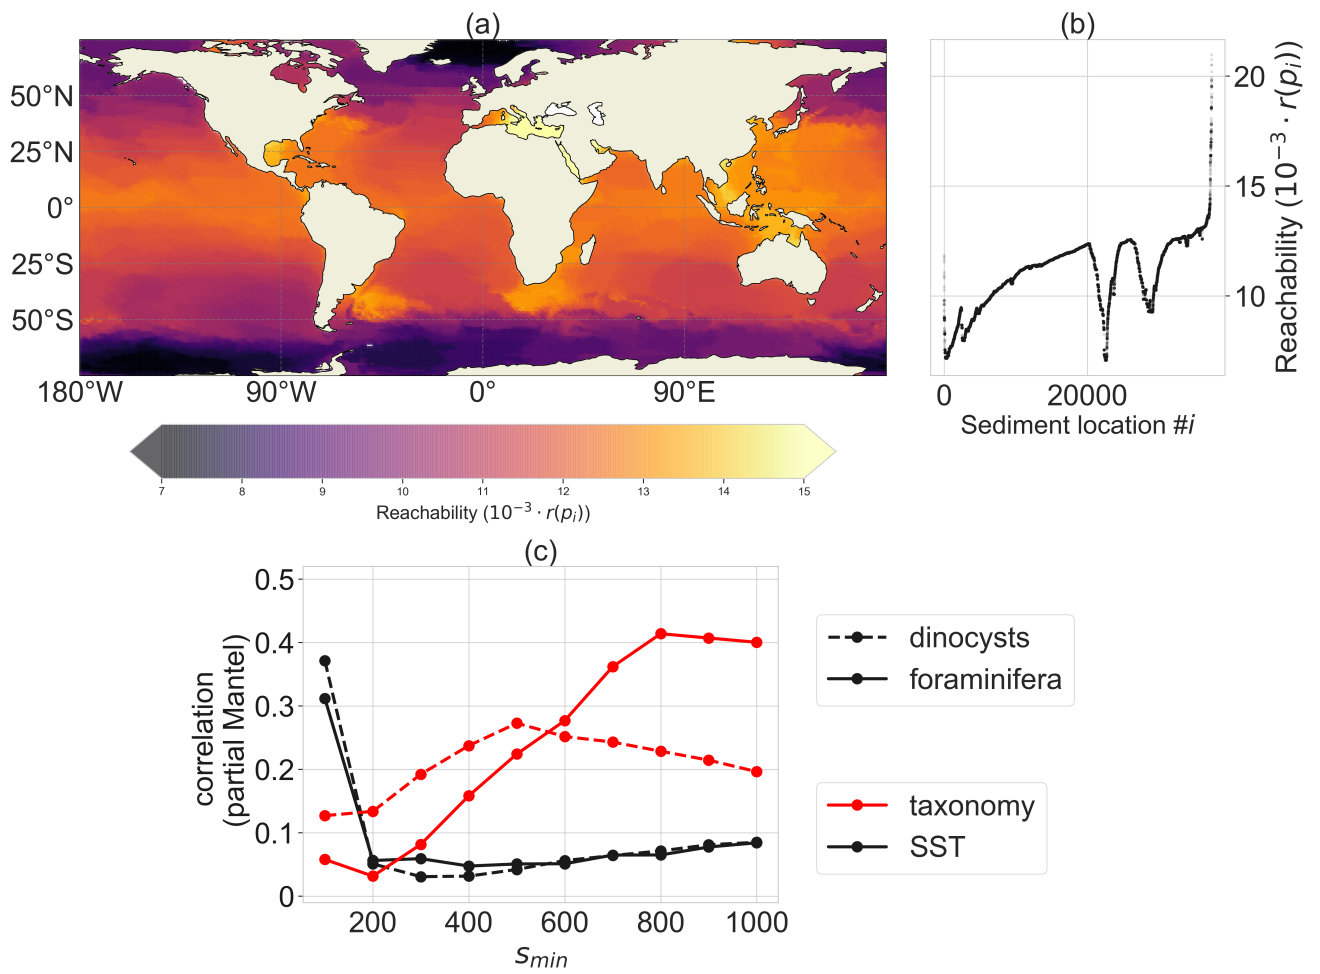 (a)
50°N
25°N
0°
25°S
50°S
180°W
90°W
0°
90°E
7
8
9
10
11
12
13
14
15
Reachability (10⁻³ · r(pᵢ))
(b)
20
15
10
Reachability (10⁻³ · r(pᵢ))
0
20000
Sediment location #i
(c)
0.5
0.4
0.3
0.2
0.1
0
correlation
(partial Mantel)
200
400
600
800
1000
s_min
dinocysts
foraminifera
taxonomy
SST